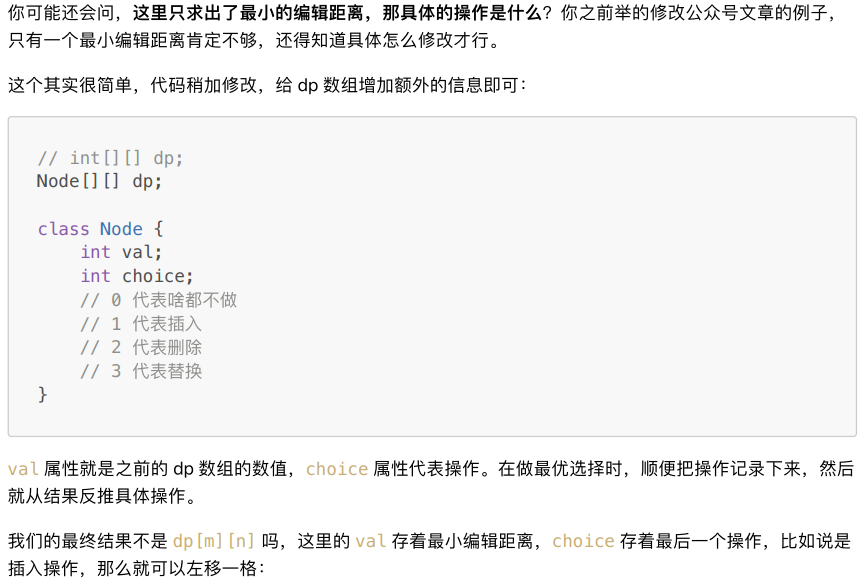 你可能还会问，这里只求出了最小的编辑距离，那具体的操作是什么？你之前举的修改公众号文章的例子，
只有一个最小编辑距离肯定不够，还得知道具体怎么修改才行。
这个其实很简单，代码稍加修改，给 dp 数组增加额外的信息即可：
// int[][] dp;
Node[][] dp;
class Node {
    int val;
    int choice;
    // 0 代表啥都不做
    // 1 代表插入
    // 2 代表删除
    // 3 代表替换
}
val 属性就是之前的 dp 数组的数值，choice 属性代表操作。在做最优选择时，顺便把操作记录下来，然后
就从结果反推具体操作。
我们的最终结果不是 dp[m][n] 吗，这里的 val 存着最小编辑距离，choice 存着最后一个操作，比如说是
插入操作，那么就可以左移一格：